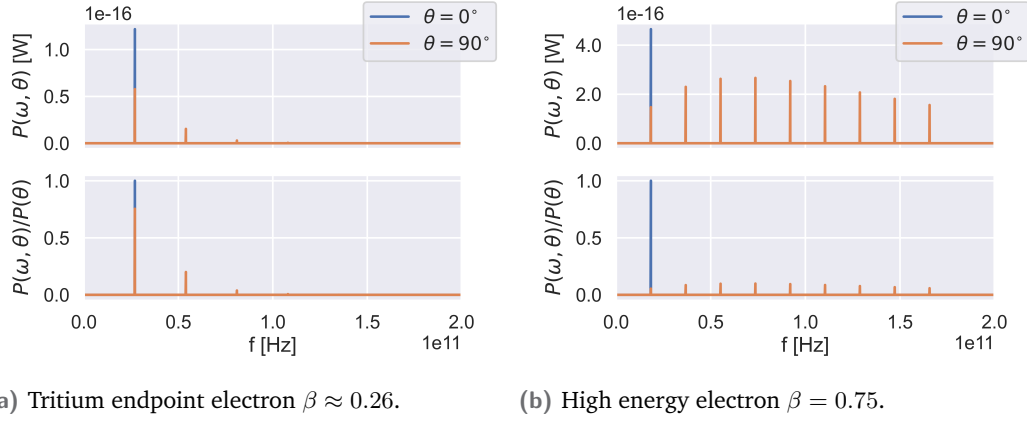 1e-16
θ = 0°
θ = 90°
P(ω, θ) [W]
1.0
0.5
0.0
P(ω, θ)/P(θ)
1.0
0.5
0.0
0.0 0.5 1.0 1.5 2.0
f [Hz]
1e11
1e-16
θ = 0°
θ = 90°
P(ω, θ) [W]
4.0
2.0
0.0
P(ω, θ)/P(θ)
1.0
0.5
0.0
0.0 0.5 1.0 1.5 2.0
f [Hz]
1e11
a) Tritium endpoint electron β ≈ 0.26.
(b) High energy electron β = 0.75.